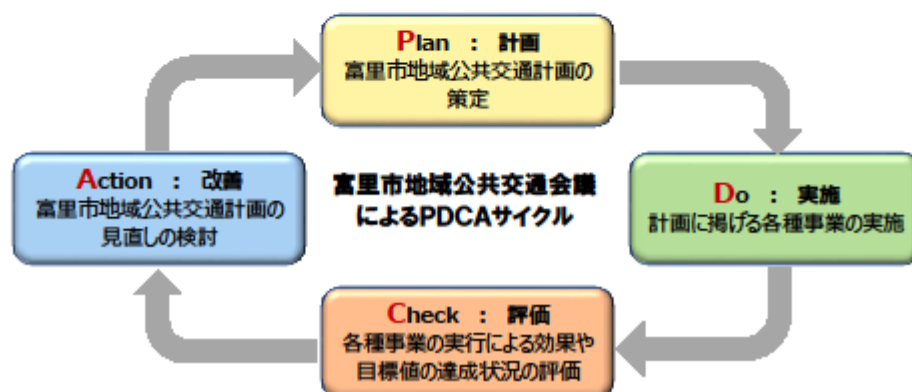 Plan : 計画
富里市地域公共交通計画の
策定
Action : 改善
富里市地域公共交通計画の
見直しの検討
富里市地域公共交通会議
によるPDCAサイクル
Do : 実施
計画に掲げる各種事業の実施
Check : 評価
各種事業の実行による効果や
目標値の達成状況の評価